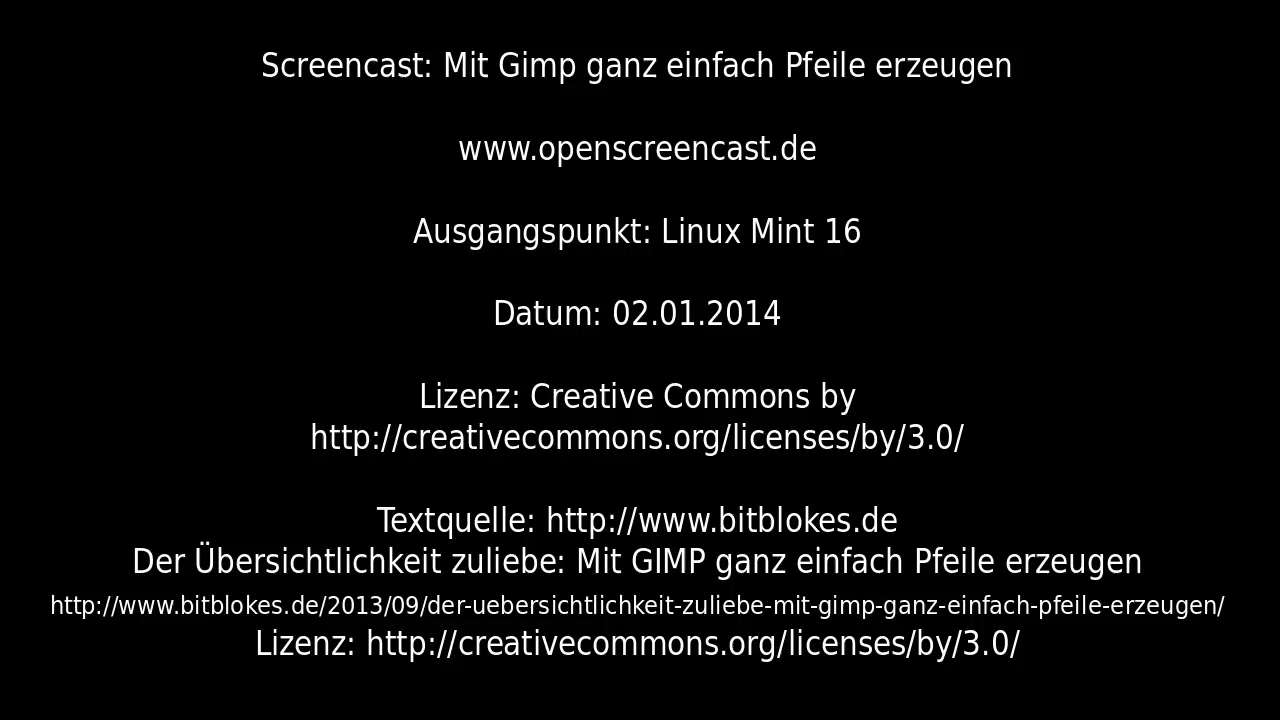 Screencast: Mit Gimp ganz einfach Pfeile erzeugen
www.openscreencast.de
Ausgangspunkt: Linux Mint 16
Datum: 02.01.2014
Lizenz: Creative Commons by
http://creativecommons.org/licenses/by/3.0/
Textquelle: http://www.bitblokes.de
Der Übersichtlichkeit zuliebe: Mit GIMP ganz einfach Pfeile erzeugen
http://www.bitblokes.de/2013/09/der-uebersichtlichkeit-zuliebe-mit-gimp-ganz-einfach-pfeile-erzeugen/
Lizenz: http://creativecommons.org/licenses/by/3.0/